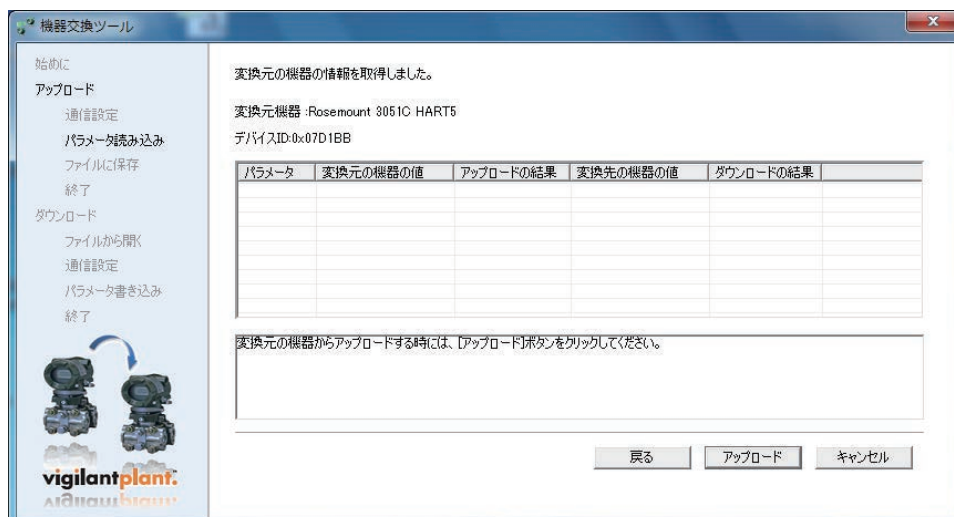 機器交換ツール
始めに
アップロード
通信設定
パラメータ読み込み
ファイルに保存
終了
ダウンロード
ファイルから開く
通信設定
パラメータ書き込み
終了
vigilantplant.
変換元の機器の情報を取得しました。
変換元機器 :Rosemount 3051C HART5
デバイスID:0x07D1BB
パラメータ 変換元の機器の値 アップロードの結果 変換先の機器の値 ダウンロードの結果
変換元の機器からアップロードする時には、[アップロード]ボタンをクリックしてください。
戻る アップロード キャンセル